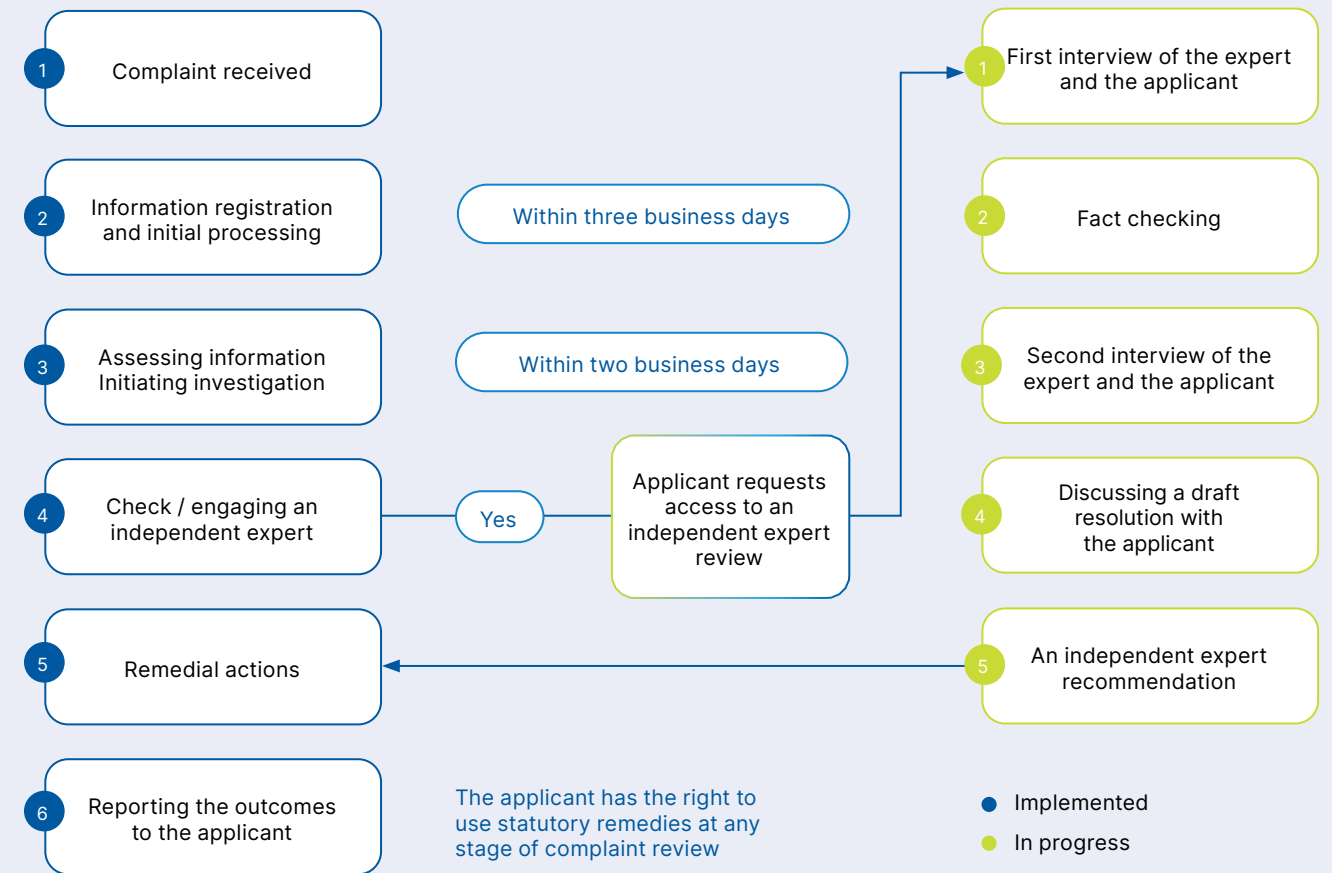 1
Complaint received
2
Information registration
and initial processing
Within three business days
3
Assessing information
Initiating investigation
Within two business days
4
Check / engaging an
independent expert
Yes
Applicant requests
access to an
independent expert
review
5
Remedial actions
6
Reporting the outcomes
to the applicant
The applicant has the right to
use statutory remedies at any
stage of complaint review
1
First interview of the expert
and the applicant
2
Fact checking
3
Second interview of the
expert and the applicant
4
Discussing a draft
resolution with
the applicant
5
An independent expert
recommendation
Implemented
In progress